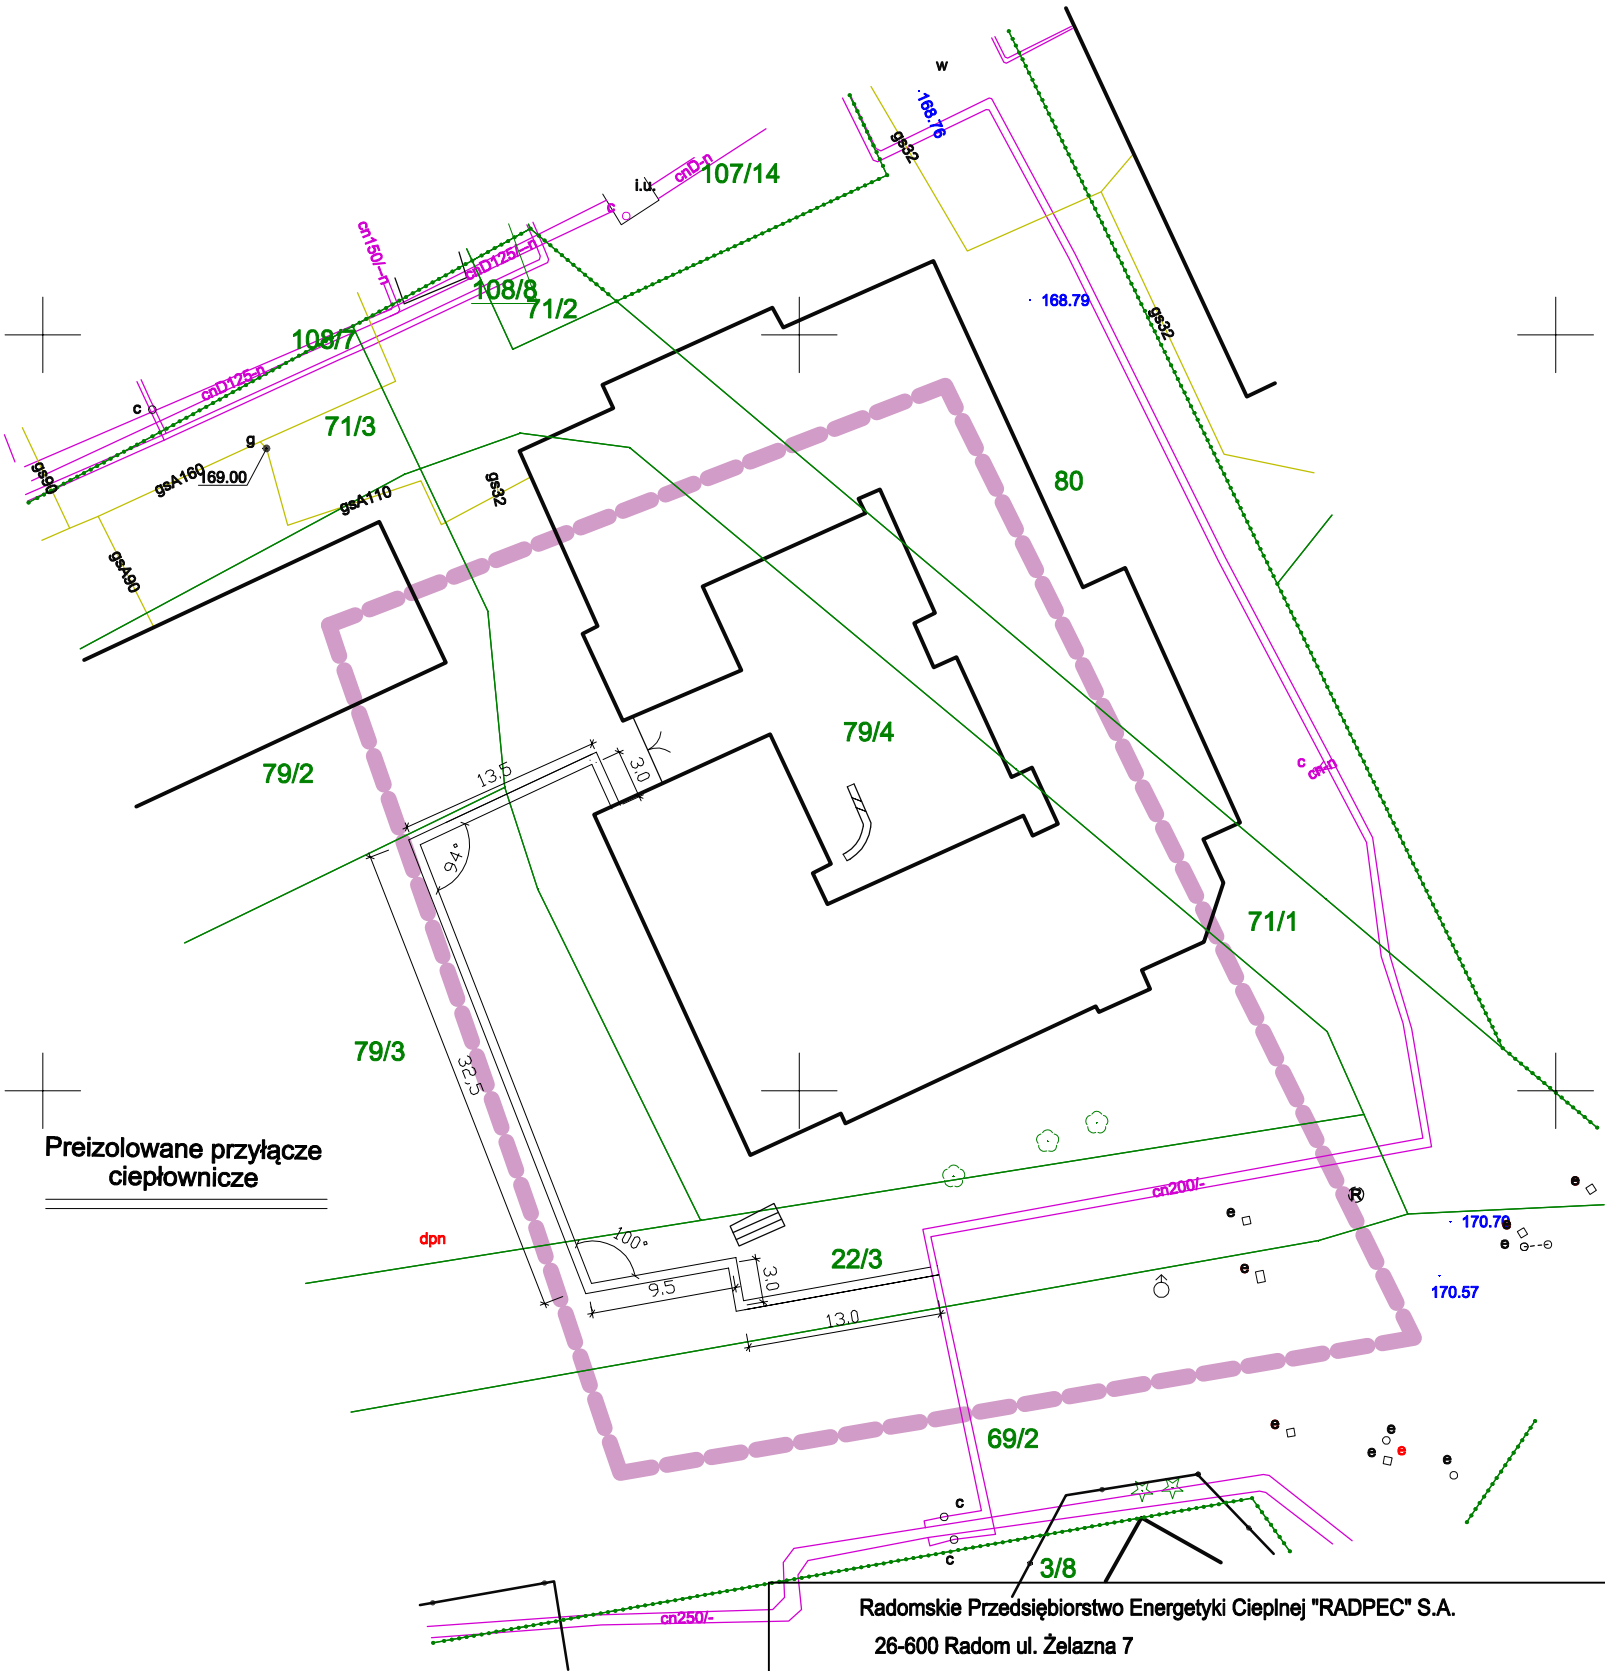 w
168.76
gs32
107/14
cnD-n
i.u.
c
cn150/--n
cnD125/--n
108/8
71/2
168.79
gs32
108/7
cnD125-n
c
71/3
g
gs90
gsA160
169.00
gsA110
gs32
80
gsA90
79/4
79/2
13,5
3.0
c
cn-n
94°
71/1
79/3
32,5
Preizolowane przyłącze
ciepłownicze
cn200/-
R
e
e
170.70
e
e
dpn
100°
22/3
3.0
e
9,5
170.57
13.0
69/2
e
e
e
e
e
c
c
3/8
cn250/-
Radomskie Przedsiębiorstwo Energetyki Cieplnej "RADPEC" S.A.
26-600 Radom ul. Żelazna 7